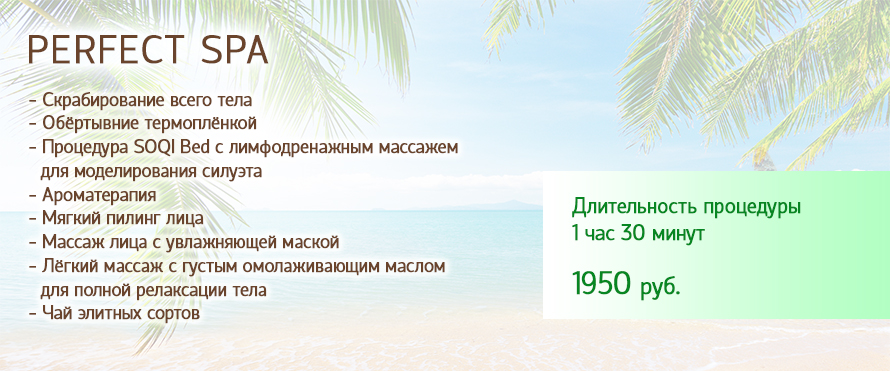 PERFECT SPA
- Скрабирование всего тела
- Обёртывние термоплёнкой
- Процедура SOQI Bed с лимфодренажным массажем
для моделирования силуэта
- Ароматерапия
- Мягкий пилинг лица
- Массаж лица с увлажняющей маской
- Лёгкий массаж с густым омолаживающим маслом
для полной релаксации тела
- Чай элитных сортов
Длительность процедуры
1 час 30 минут
1950 руб.